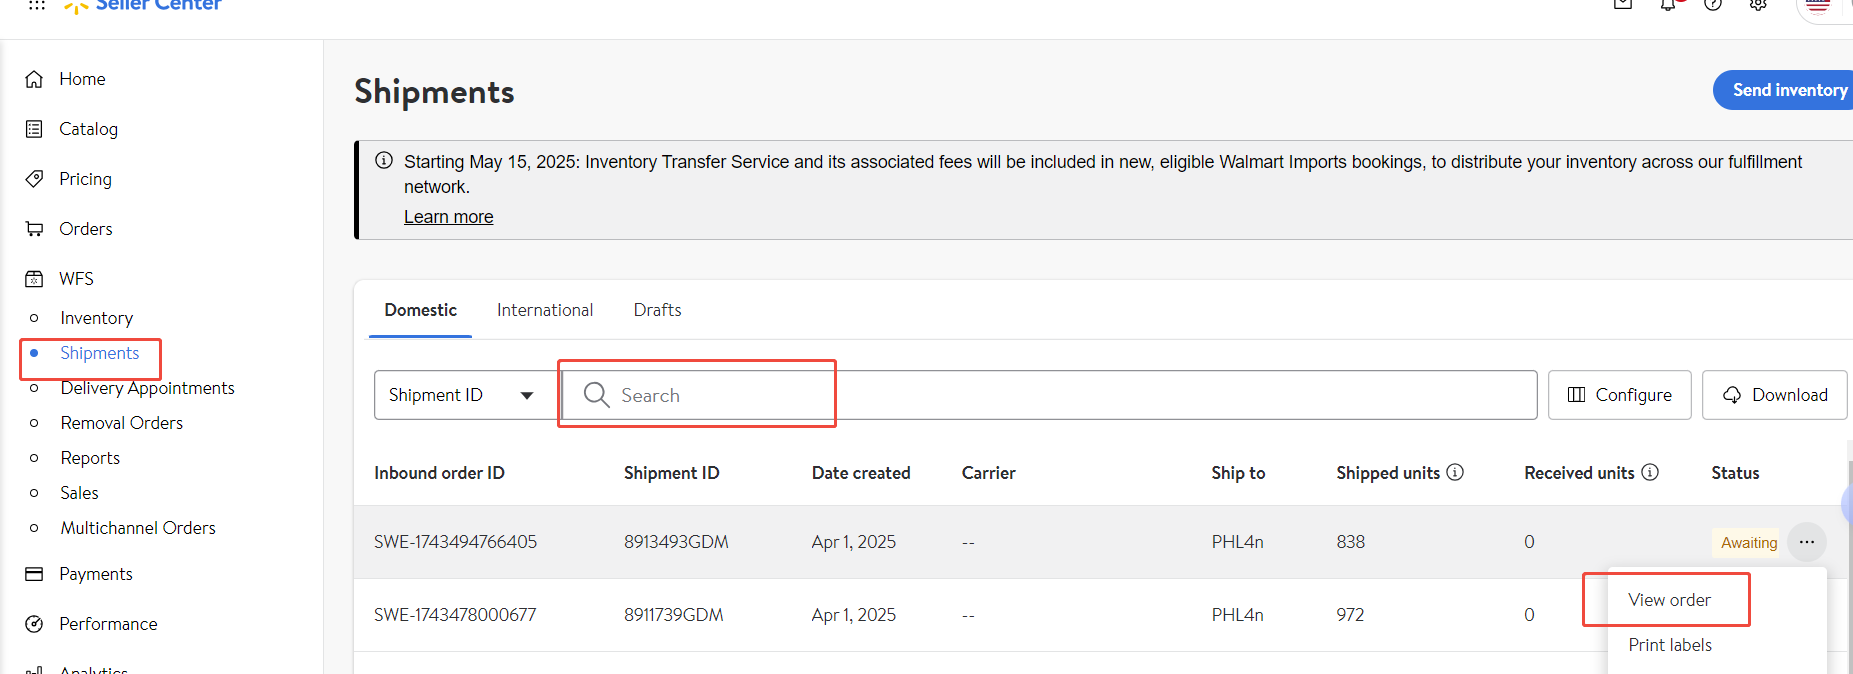 Seller Center
Home
Catalog
Pricing
Orders
WFS
Inventory
Shipments
Delivery Appointments
Removal Orders
Reports
Sales
Multichannel Orders
Payments
Performance
Analytics
Shipments
Send inventory
Starting May 15, 2025: Inventory Transfer Service and its associated fees will be included in new, eligible Walmart Imports bookings, to distribute your inventory across our fulfillment
network.
Learn more
Domestic International Drafts
Shipment ID Search Configure Download
Inbound order ID Shipment ID Date created Carrier Ship to Shipped units Received units Status
SWE-1743494766405 8913493GDM Apr 1, 2025 -- PHL4n 838 0 Awaiting ···
SWE-1743478000677 8911739GDM Apr 1, 2025 -- PHL4n 972 0
View order
Print labels